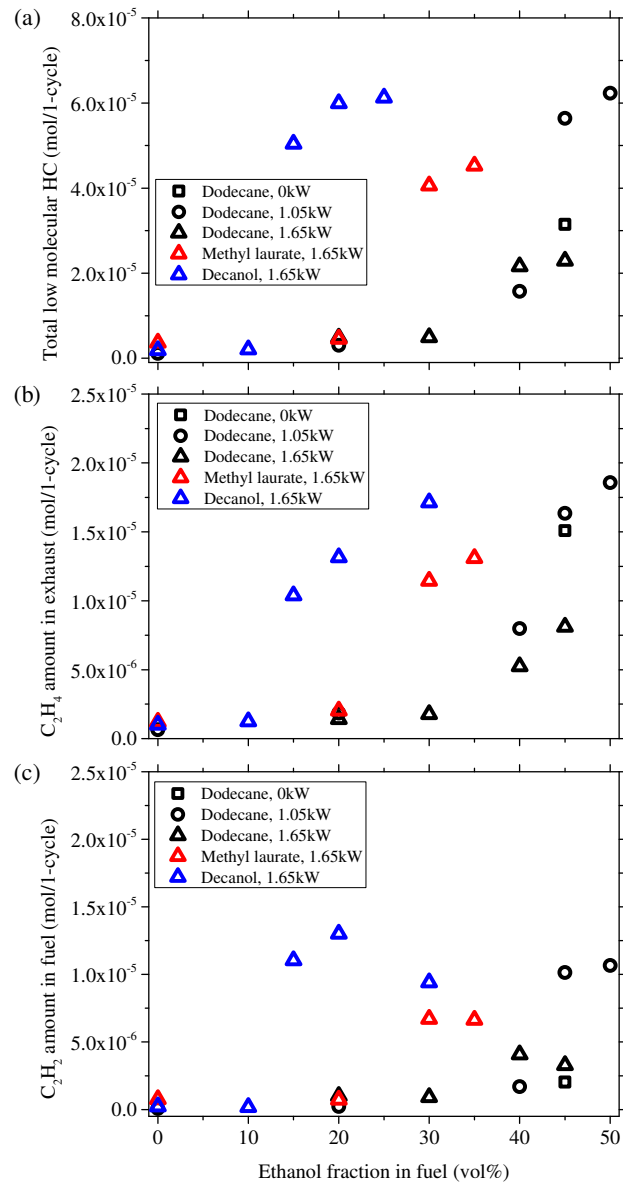 (a)
Total low molecular HC (mol/1-cycle)
8.0x10⁻⁵
6.0x10⁻⁵
4.0x10⁻⁵
2.0x10⁻⁵
0.0
Dodecane, 0kW
Dodecane, 1.05kW
Dodecane, 1.65kW
Methyl laurate, 1.65kW
Decanol, 1.65kW
(b)
C₂H₄ amount in exhaust (mol/1-cycle)
2.5x10⁻⁵
2.0x10⁻⁵
1.5x10⁻⁵
1.0x10⁻⁵
5.0x10⁻⁶
0.0
Dodecane, 0kW
Dodecane, 1.05kW
Dodecane, 1.65kW
Methyl laurate, 1.65kW
Decanol, 1.65kW
(c)
C₂H₂ amount in fuel (mol/1-cycle)
2.5x10⁻⁵
2.0x10⁻⁵
1.5x10⁻⁵
1.0x10⁻⁵
5.0x10⁻⁶
0.0
Dodecane, 0kW
Dodecane, 1.05kW
Dodecane, 1.65kW
Methyl laurate, 1.65kW
Decanol, 1.65kW
0 10 20 30 40 50
Ethanol fraction in fuel (vol%)